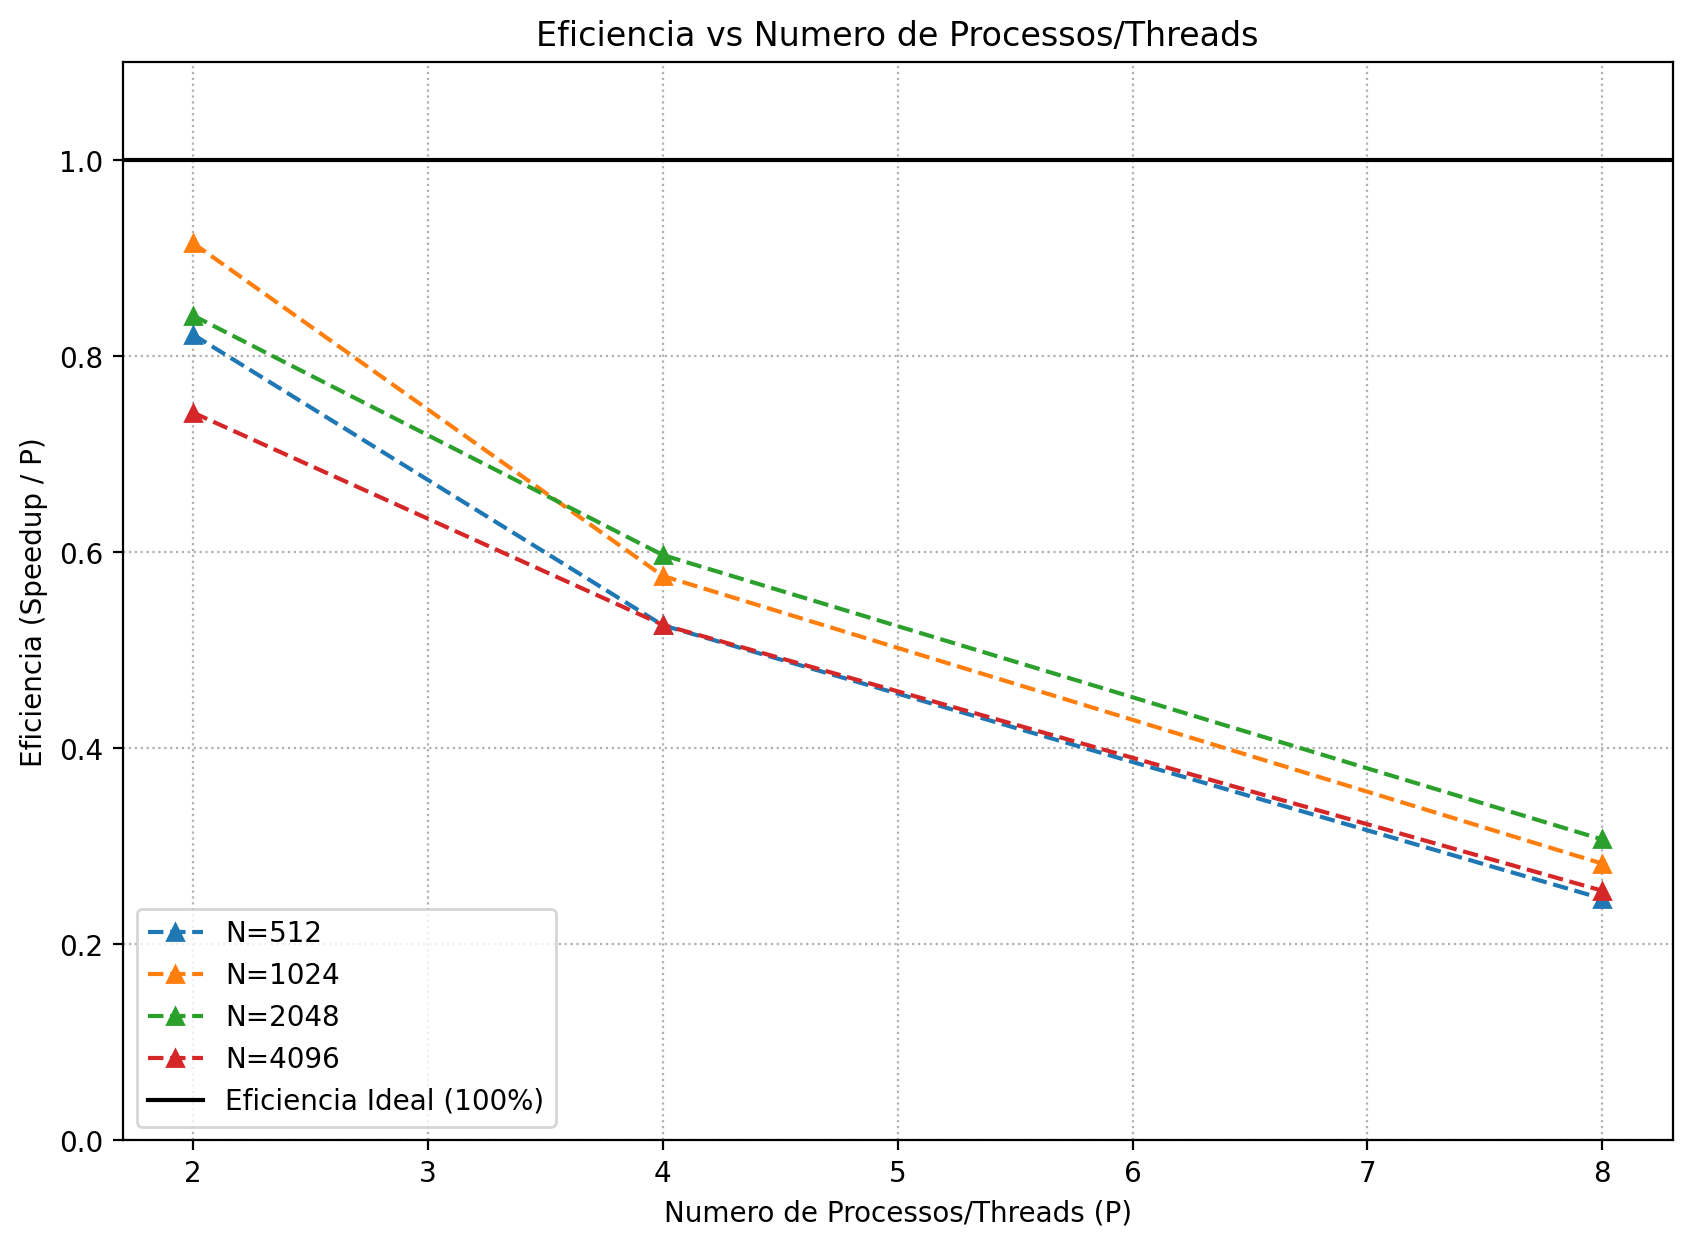 Eficiencia vs Numero de Processos/Threads
Eficiencia (Speedup / P)
1.0
0.8
0.6
0.4
0.2
0.0
N=512
N=1024
N=2048
N=4096
Eficiencia Ideal (100%)
2 3 4 5 6 7 8
Numero de Processos/Threads (P)